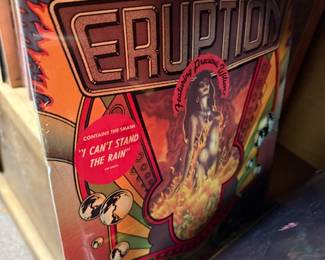 ERUPTION
Featuring Precious Wilson
CONTAINS THE SMASH
"I CAN'T STAND
THE RAIN"